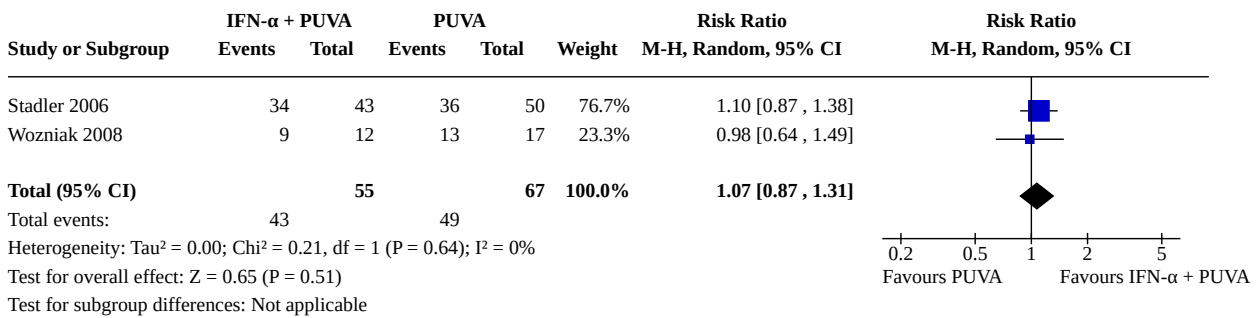 IFN-α + PUVA PUVA Risk Ratio Risk Ratio
Study or Subgroup Events Total Events Total Weight M-H, Random, 95% CI M-H, Random, 95% CI
Stadler 2006 34 43 36 50 76.7% 1.10 [0.87 , 1.38]
Wozniak 2008 9 12 13 17 23.3% 0.98 [0.64 , 1.49]
Total (95% CI) 55 67 100.0% 1.07 [0.87 , 1.31]
Total events: 43 49
Heterogeneity: Tau² = 0.00; Chi² = 0.21, df = 1 (P = 0.64); I² = 0%
0.2 0.5 1 2 5
Test for overall effect: Z = 0.65 (P = 0.51)
Favours PUVA Favours IFN-α + PUVA
Test for subgroup differences: Not applicable